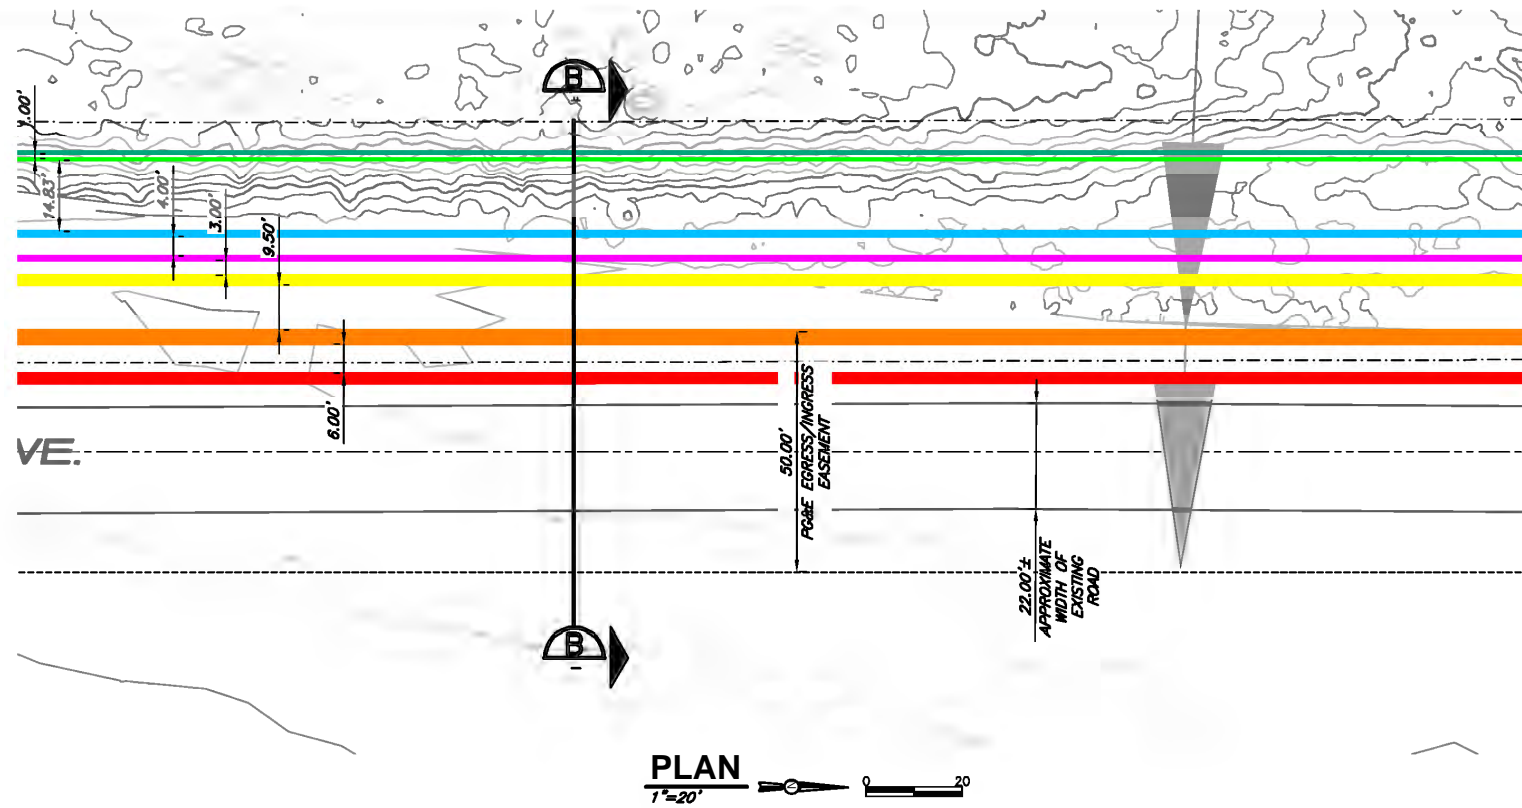 B
.00'
14.83'
4.00'
3.00'
9.50'
6.00'
VE.
50.00'
PG&E EGRESS/INGRESS
EASEMENT
22.00'±
APPROXIMATE
WIDTH OF
EXISTING
ROAD
B
PLAN
1"=20'
0 20